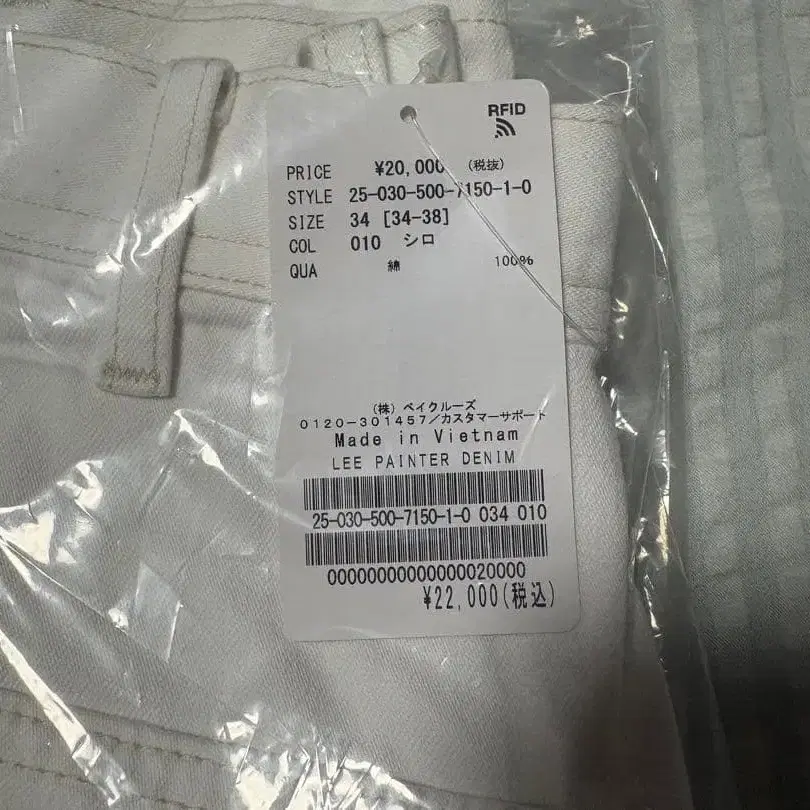 RFID
PRICE ¥20,000 (税抜)
STYLE 25-030-500-7150-1-0
SIZE 34 [34-38]
COL 010 シロ
QUA 綿 100%
(株) ベイクルーズ
0120-301457/カスタマーサポート
Made in Vietnam
LEE PAINTER DENIM
25-030-500-7150-1-0 034 010
00000000000000020000
¥22,000(税込)